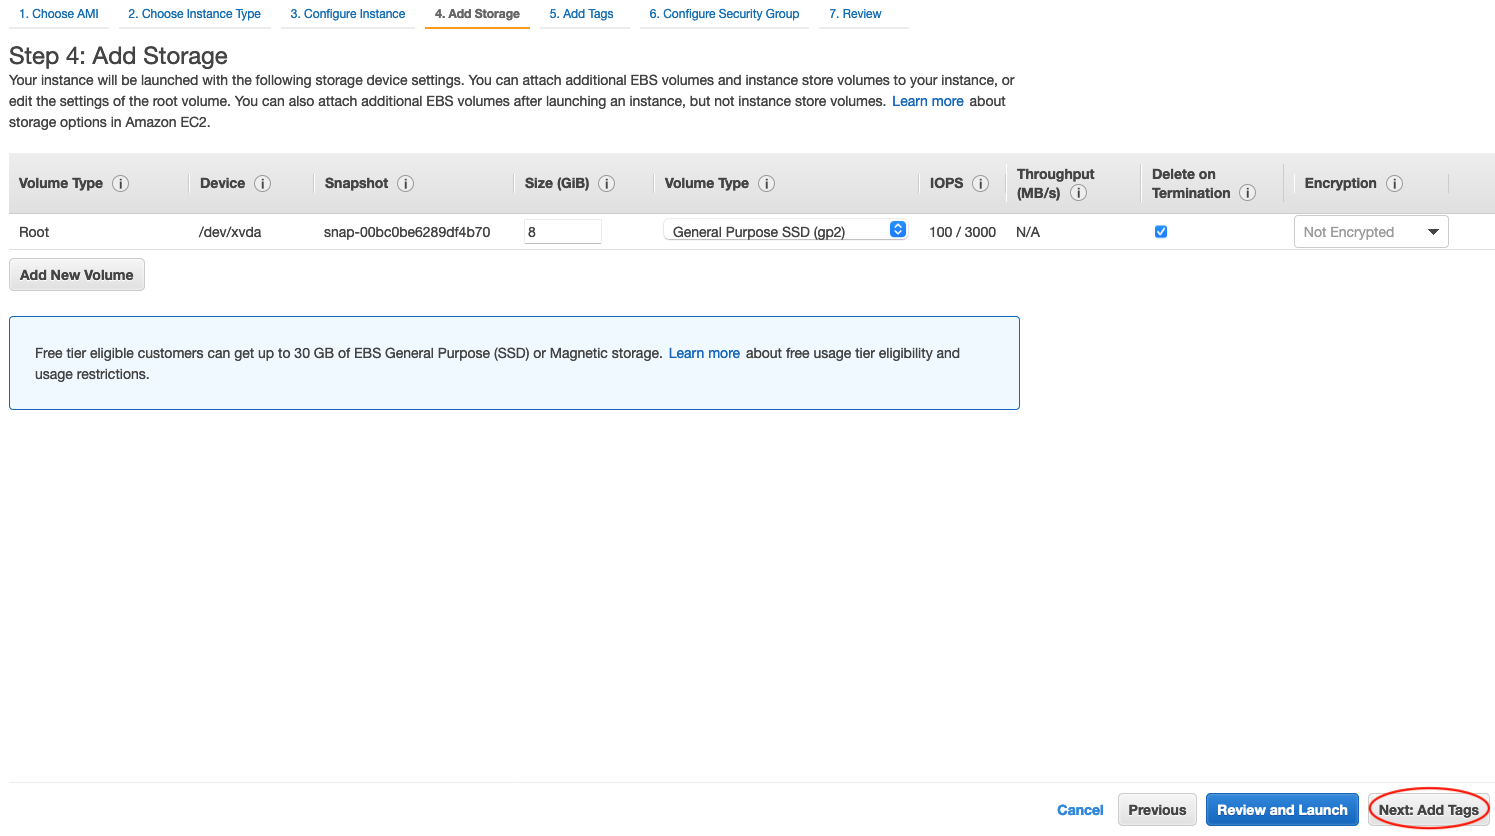 1. Choose AMI 2. Choose Instance Type 3. Configure Instance 4. Add Storage 5. Add Tags 6. Configure Security Group 7. Review
Step 4: Add Storage
Your instance will be launched with the following storage device settings. You can attach additional EBS volumes and instance store volumes to your instance, or
edit the settings of the root volume. You can also attach additional EBS volumes after launching an instance, but not instance store volumes. Learn more about
storage options in Amazon EC2.
Volume Type i Device i Snapshot i Size (GiB) i Volume Type i IOPS i Throughput (MB/s) i Delete on Termination i Encryption i
Root /dev/xvda snap-00bc0be6289df4b70 8 General Purpose SSD (gp2) 100 / 3000 N/A Not Encrypted
Add New Volume
Free tier eligible customers can get up to 30 GB of EBS General Purpose (SSD) or Magnetic storage. Learn more about free usage tier eligibility and
usage restrictions.
Cancel Previous Review and Launch Next: Add Tags